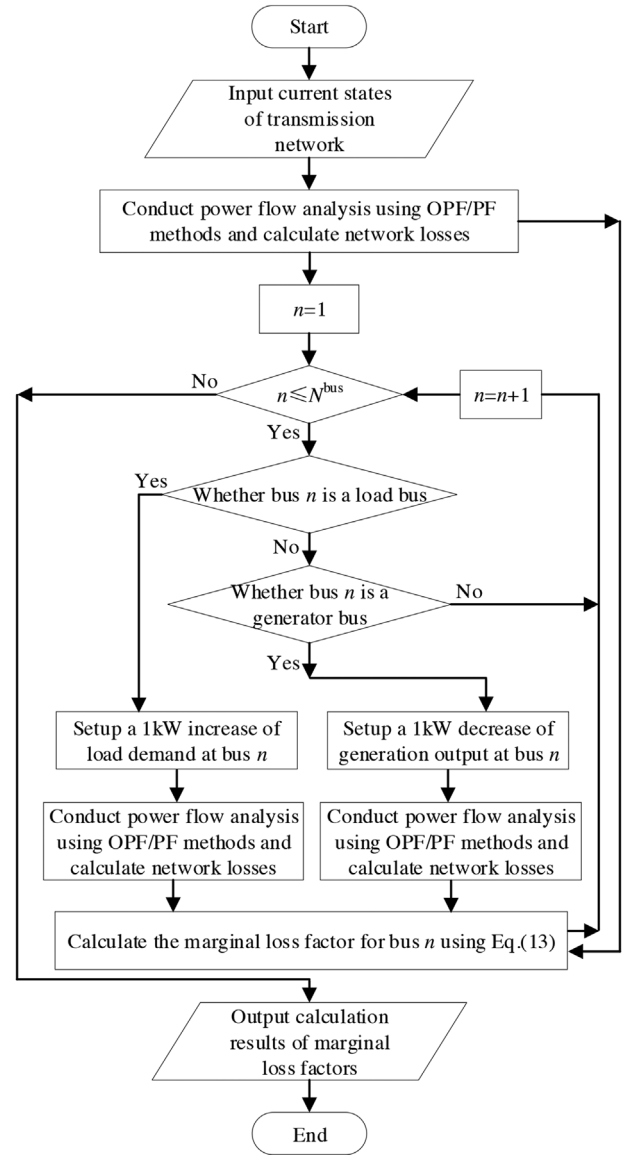 Start
Input current states
of transmission
network
Conduct power flow analysis using OPF/PF
methods and calculate network losses
n=1
No
n≤N^bus
n=n+1
Yes
Yes
Whether bus n is a load bus
No
Whether bus n is a
generator bus
No
Yes
Setup a 1kW increase of
load demand at bus n
Setup a 1kW decrease of
generation output at bus n
Conduct power flow analysis
using OPF/PF methods and
calculate network losses
Conduct power flow analysis
using OPF/PF methods and
calculate network losses
Calculate the marginal loss factor for bus n using Eq.(13)
Output calculation
results of marginal
loss factors
End